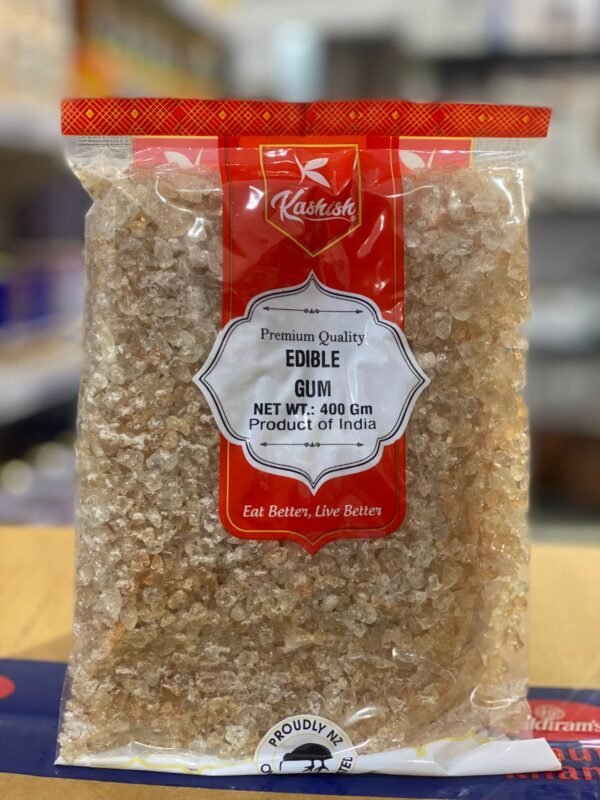 Kashish
Premium Quality
EDIBLE
GUM
NET WT.: 400 Gm
Product of India
Eat Better, Live Better
PROUDLY NZ